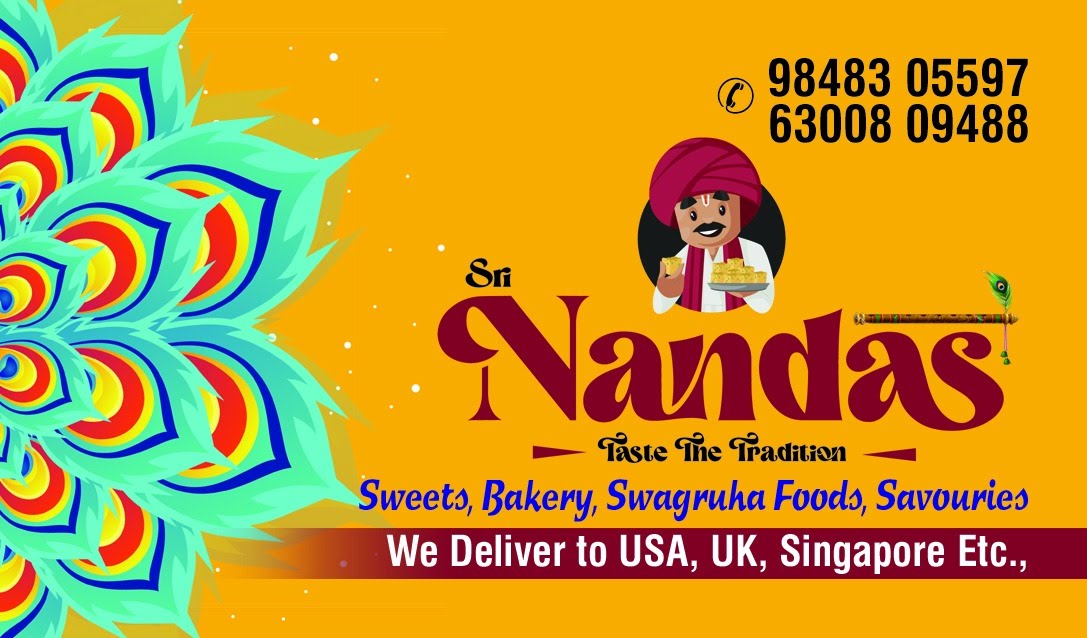 98483 05597
63008 09488
Sri
Nandas
Taste The Tradition
Sweets, Bakery, Swagruha Foods, Savouries
We Deliver to USA, UK, Singapore Etc.,